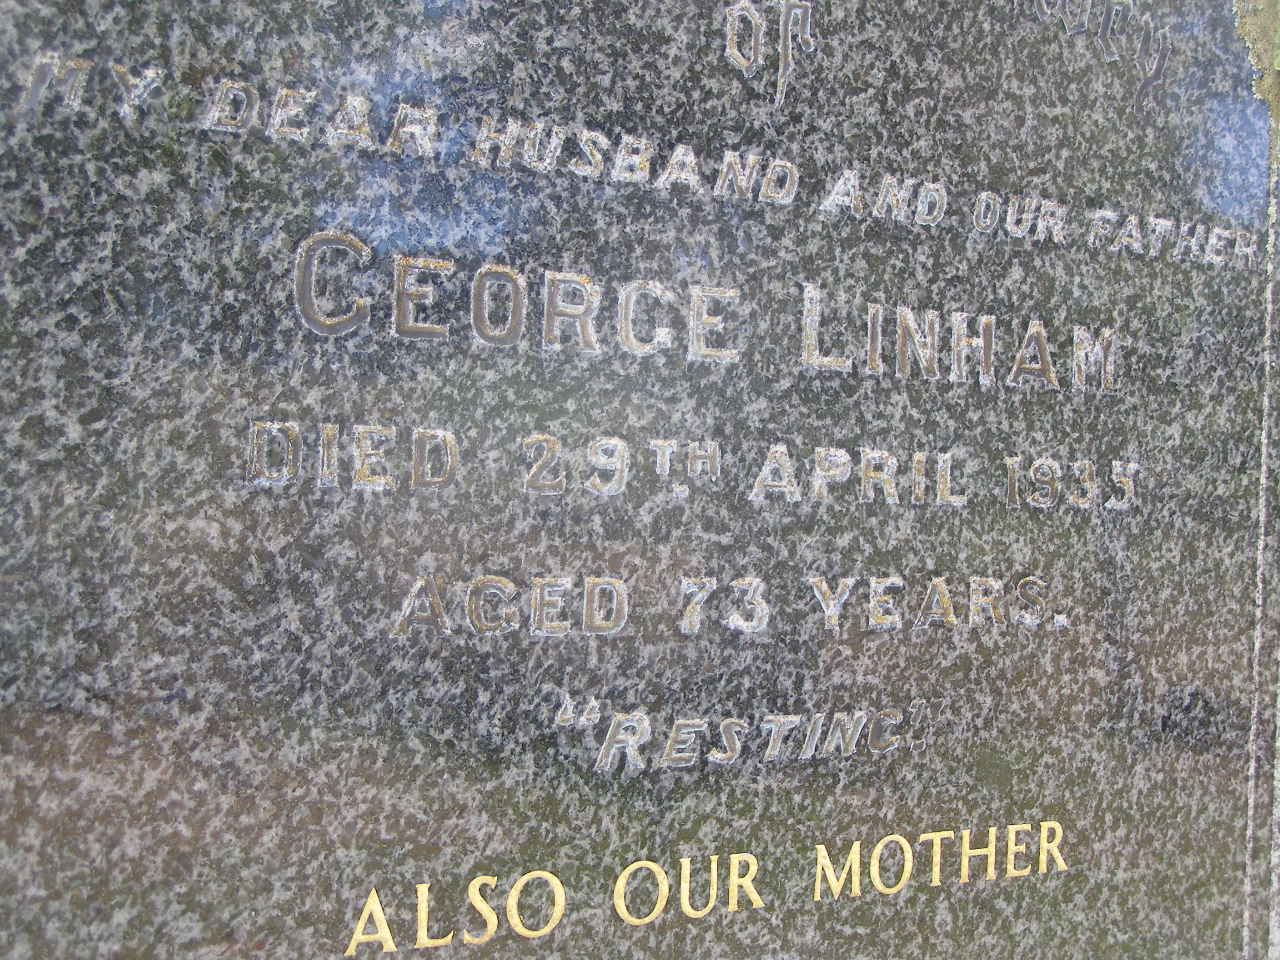 OF
MY DEAR HUSBAND AND OUR FATHER
GEORGE LINHAM
DIED 29TH APRIL 1935
AGED 73 YEARS.
"RESTING."
ALSO OUR MOTHER